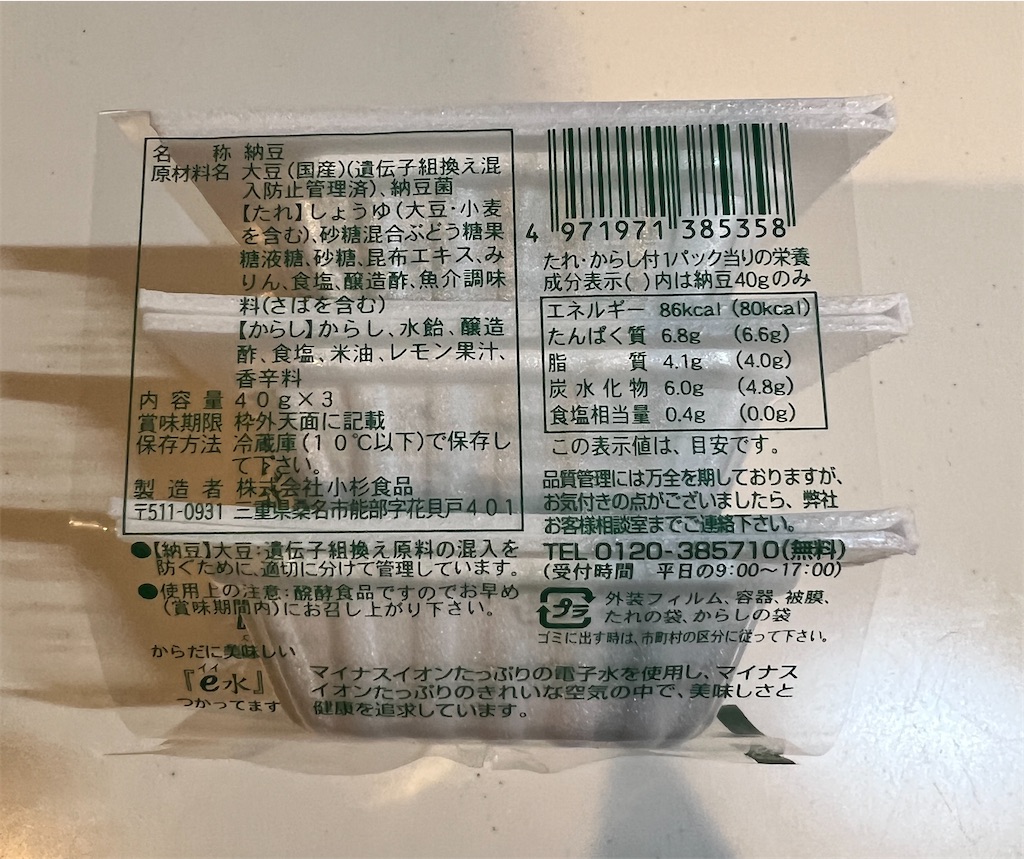 名称 納豆
原材料名 大豆(国産)(遺伝子組換え混
入防止管理済)、納豆菌
【たれ】しょうゆ(大豆・小麦
を含む)、砂糖混合ぶどう糖果
糖液糖、砂糖、昆布エキス、み
りん、食塩、醸造酢、魚介調味
料(さばを含む)
【からし】からし、水飴、醸造
酢、食塩、米油、レモン果汁、
香辛料
内容量 40g×3
賞味期限 枠外天面に記載
保存方法 冷蔵庫(10℃以下)で保存し
て下さい。
製造者 株式会社小杉食品
〒511-0931 三重県桑名市能部字花貝戸401
●【納豆】大豆:遺伝子組換え原料の混入を
防ぐために、適切に分けて管理しています。
●使用上の注意:醗酵食品ですのでお早め
(賞味期間内)にお召し上がり下さい。
4 971971 385358
たれ・からし付1パック当りの栄養
成分表示( )内は納豆40gのみ
エネルギー 86kcal (80kcal)
たんぱく質 6.8g (6.6g)
脂質 4.1g (4.0g)
炭水化物 6.0g (4.8g)
食塩相当量 0.4g (0.0g)
この表示値は、目安です。
品質管理には万全を期しておりますが、
お気付きの点がございましたら、弊社
お客様相談室までご連絡下さい。
TEL 0120-385710(無料)
(受付時間 平日の9:00~17:00)
プラ
外装フィルム、容器、被膜、
たれの袋、からしの袋
ゴミに出す時は、市町村の区分に従って下さい。
からだに美味しい
イイ
『e水』
つかってます
マイナスイオンたっぷりの電子水を使用し、マイナス
イオンたっぷりのきれいな空気の中で、美味しさと
健康を追求しています。